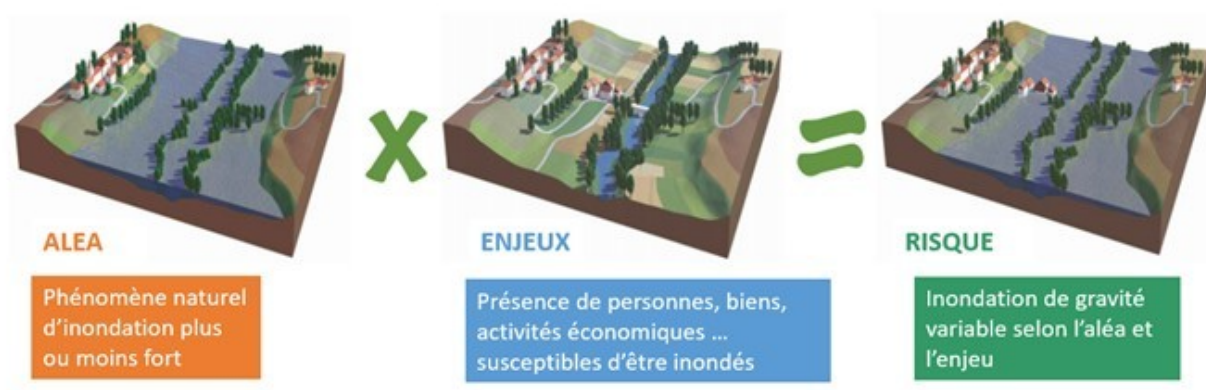 X
=
ALEA
ENJEUX
RISQUE
Phénomène naturel
d'inondation plus
ou moins fort
Présence de personnes, biens,
activités économiques ...
susceptibles d'être inondés
Inondation de gravité
variable selon l'aléa et
l'enjeu